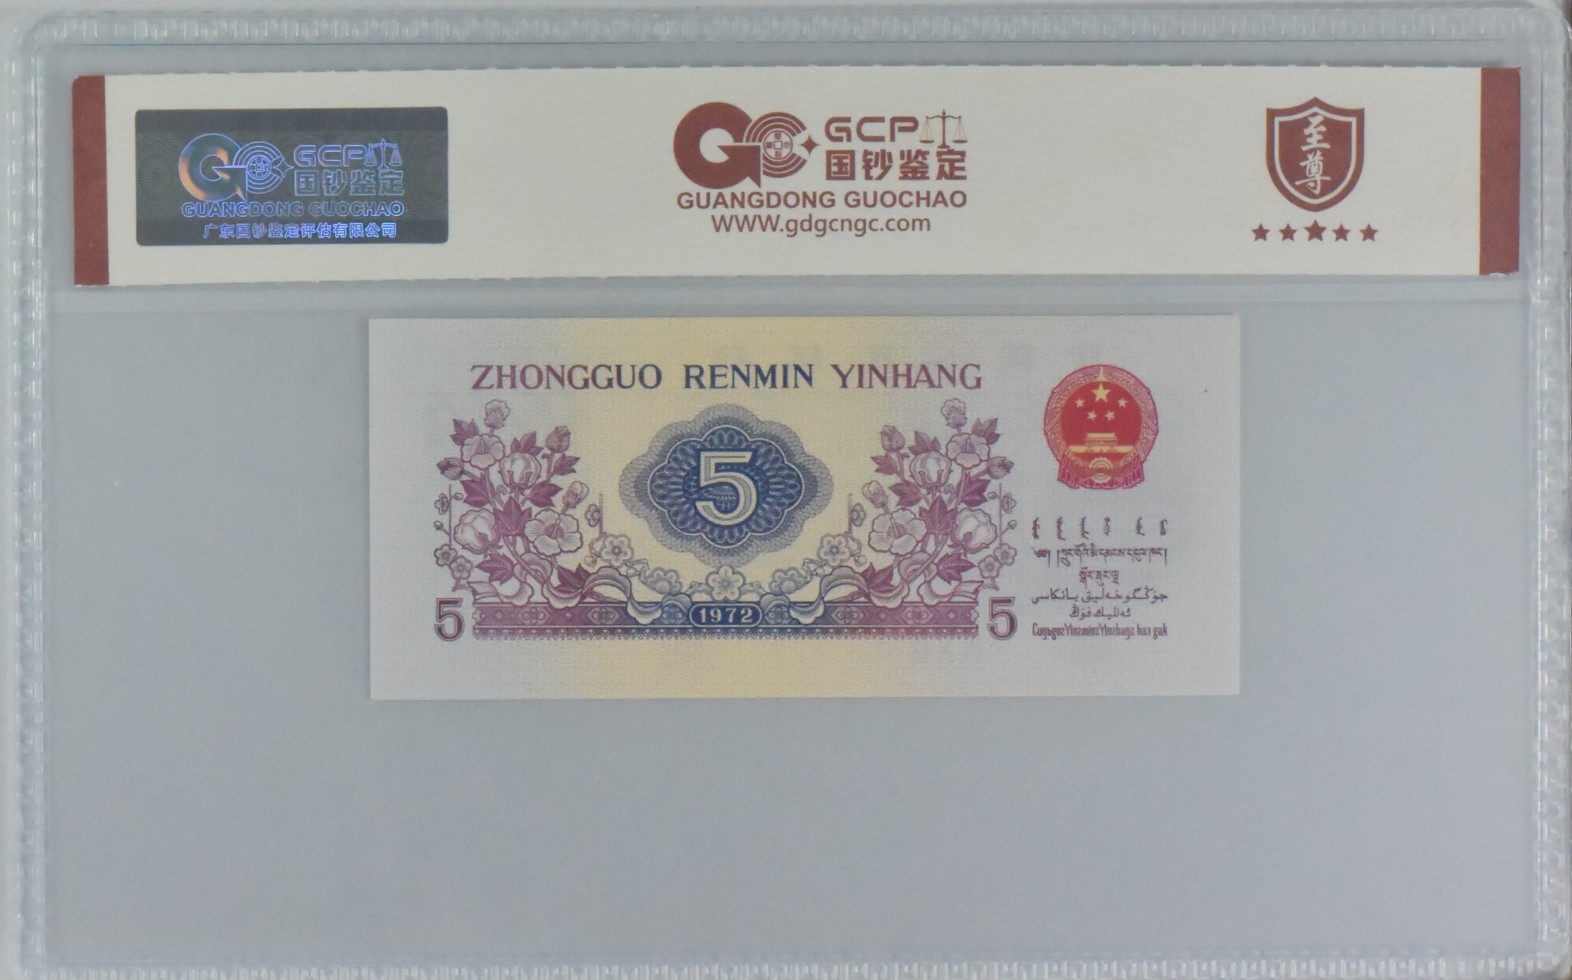 GCP
国钞鉴定
GUANGDONG GUOCHAO
广东国钞鉴定评估有限公司
GCP
国钞鉴定
GUANGDONG GUOCHAO
WWW.gdgcngc.com
至尊
ZHONGGUO RENMIN YINHANG
5
5
1972
5
جۇڭگوخەلىق بانكاسى